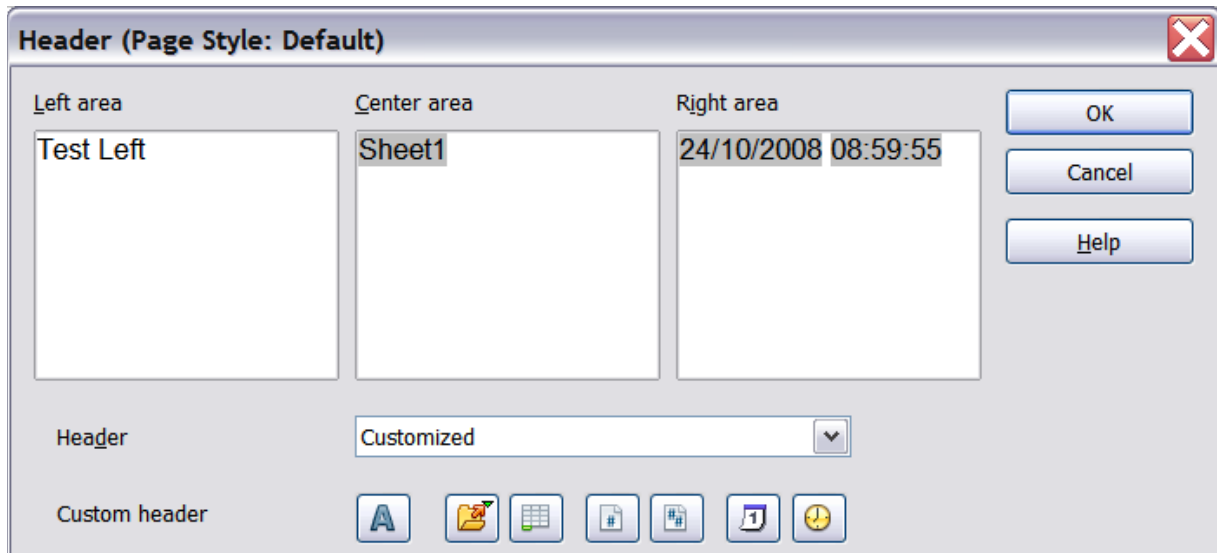 Header (Page Style: Default)
Left area
Center area
Right area
OK
Test Left
Sheet1
24/10/2008 08:59:55
Cancel
Help
Header
Customized
Custom header